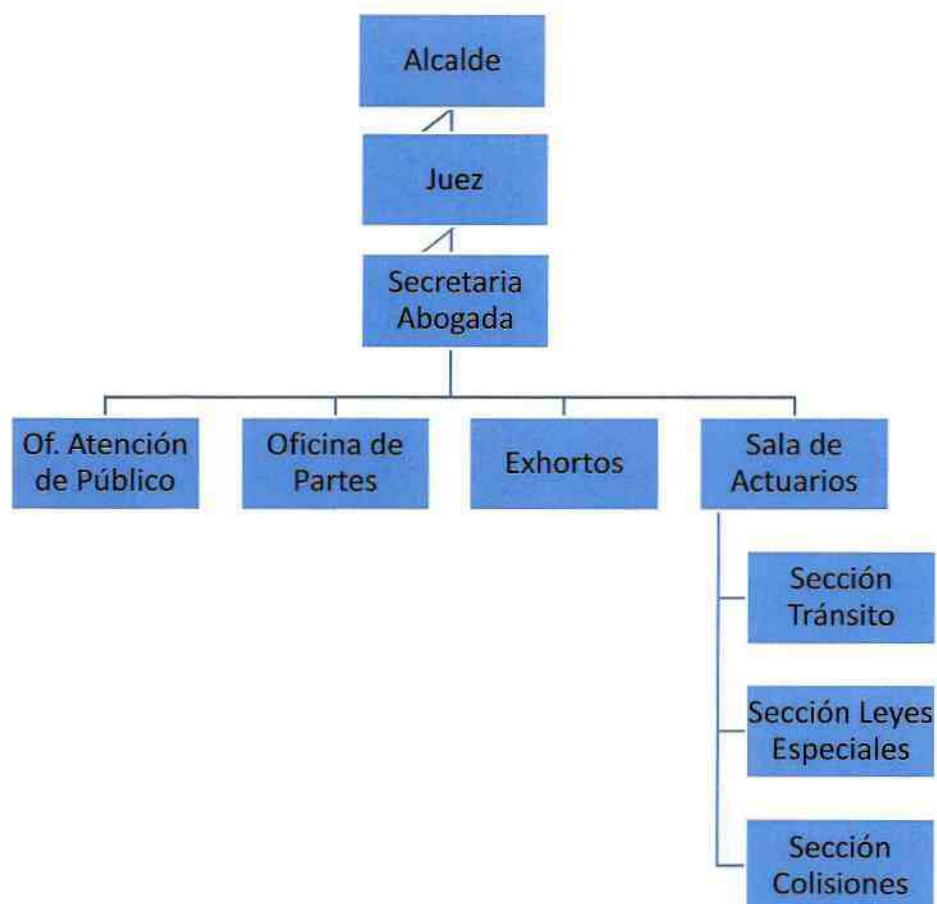 Alcalde
Juez
Secretaria
Abogada
Of. Atención
de Público
Oficina de
Partes
Exhortos
Sala de
Actuarios
Sección
Tránsito
Sección Leyes
Especiales
Sección
Colisiones